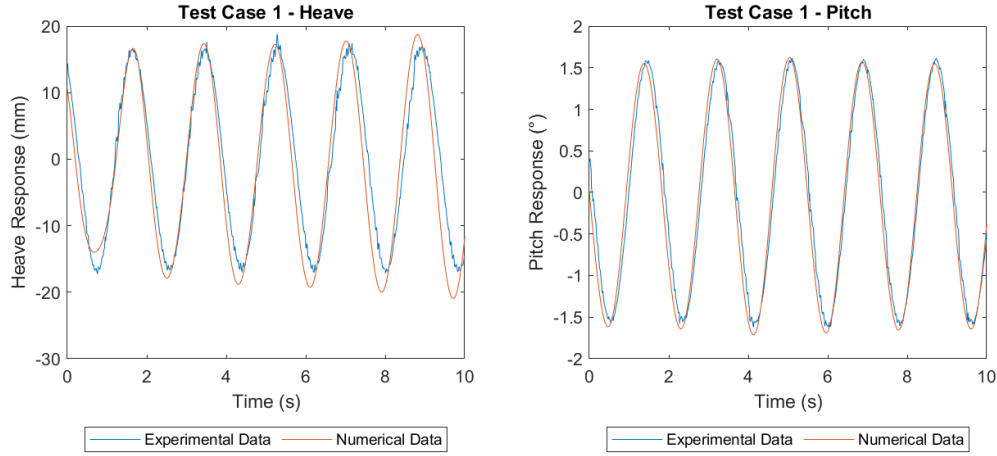 Test Case 1 - Heave
20
10
0
-10
-20
-30
Heave Response (mm)
0 2 4 6 8 10
Time (s)
Experimental Data Numerical Data
Test Case 1 - Pitch
2
1.5
1
0.5
0
-0.5
-1
-1.5
-2
Pitch Response (°)
0 2 4 6 8 10
Time (s)
Experimental Data Numerical Data